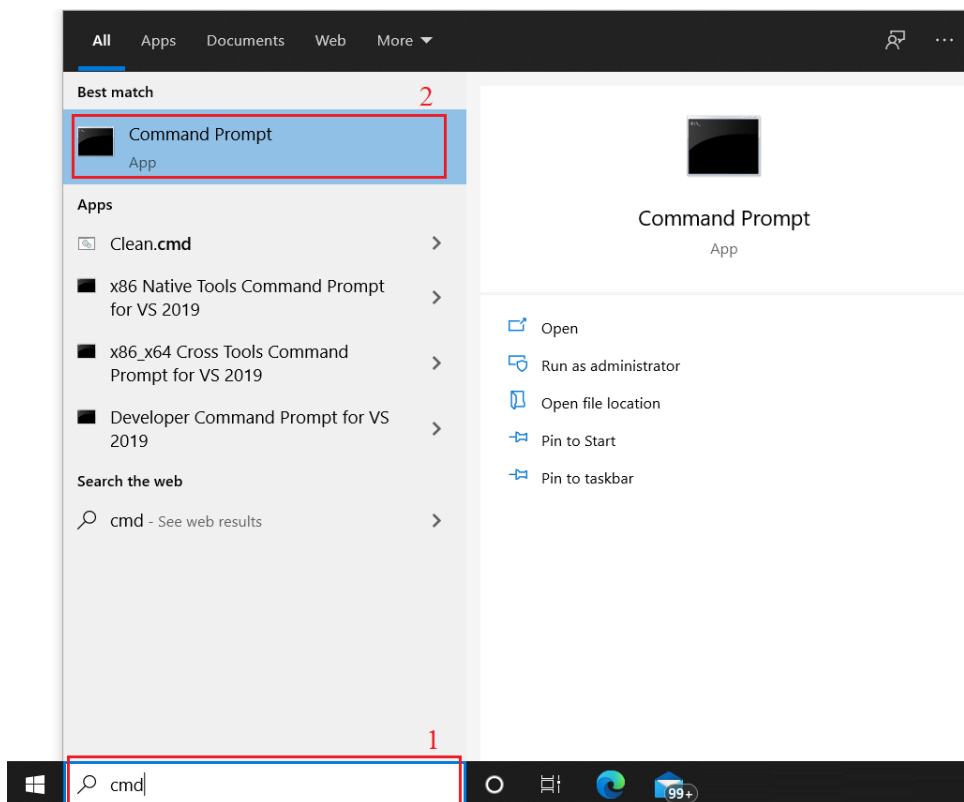 All Apps Documents Web More
Best match
2
Command Prompt
App
Apps
Clean.cmd
x86 Native Tools Command Prompt
for VS 2019
x86_x64 Cross Tools Command
Prompt for VS 2019
Developer Command Prompt for VS
2019
Search the web
cmd - See web results
Command Prompt
App
Open
Run as administrator
Open file location
Pin to Start
Pin to taskbar
1
cmd
99+